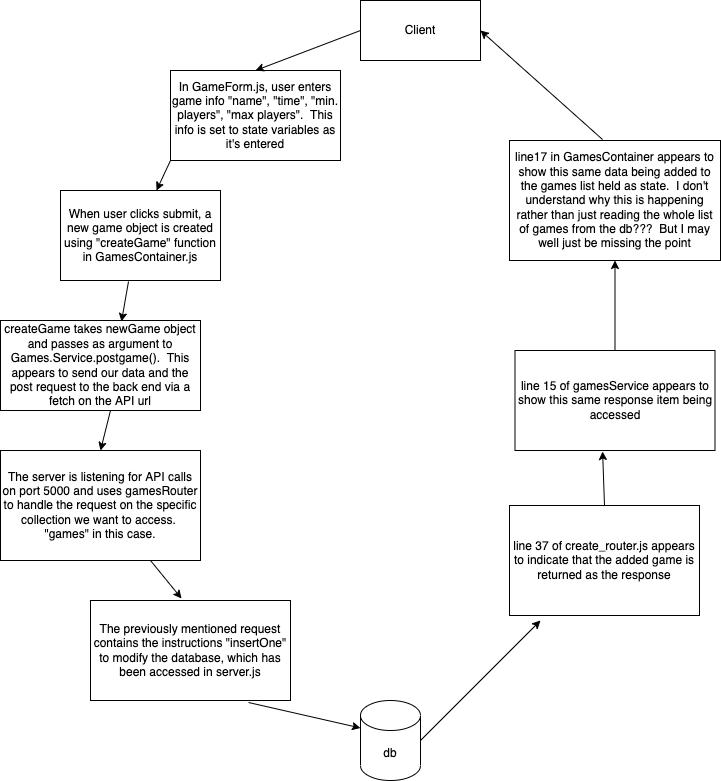 Client
In GameForm.js, user enters
game info "name", "time", "min.
players", "max players".  This
info is set to state variables as
it's entered
When user clicks submit, a
new game object is created
using "createGame" function
in GamesContainer.js
createGame takes newGame object
and passes as argument to
Games.Service.postgame().  This
appears to send our data and the
post request to the back end via a
fetch on the API url
The server is listening for API calls
on port 5000 and uses gamesRouter
to handle the request on the specific
collection we want to access.
"games" in this case.
The previously mentioned request
contains the instructions "insertOne"
to modify the database, which has
been accessed in server.js
db
line 37 of create_router.js appears
to indicate that the added game is
returned as the response
line 15 of gamesService appears to
show this same response item being
accessed
line17 in GamesContainer appears to
show this same data being added to
the games list held as state.  I don't
understand why this is happening
rather than just reading the whole list
of games from the db???  But I may
well just be missing the point